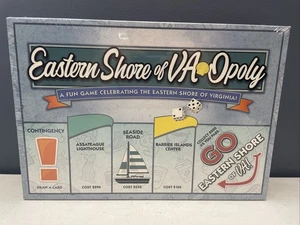 Eastern Shore of VA-Opoly
A FUN GAME CELEBRATING THE EASTERN SHORE OF VIRGINIA!
CONTINGENCY
!
DRAW A CARD
ASSATEAGUE
LIGHTHOUSE
SEASIDE
ROAD
BARRIER ISLANDS
CENTER
GO
EASTERN SHORE
of VA!